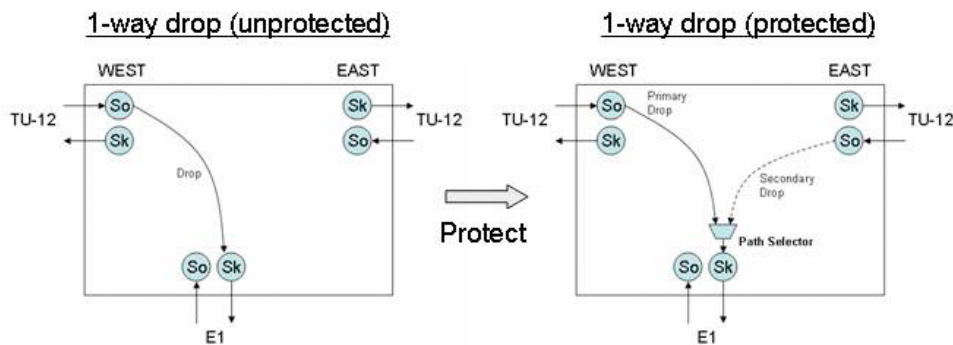 1-way drop (unprotected)
1-way drop (protected)
WEST
EAST
TU-12
So
Sk
Drop
Sk
So
TU-12
So
Sk
E1
Protect
WEST
EAST
TU-12
So
Sk
Primary
Drop
Sk
So
TU-12
Secondary
Drop
Path Selector
So
Sk
E1